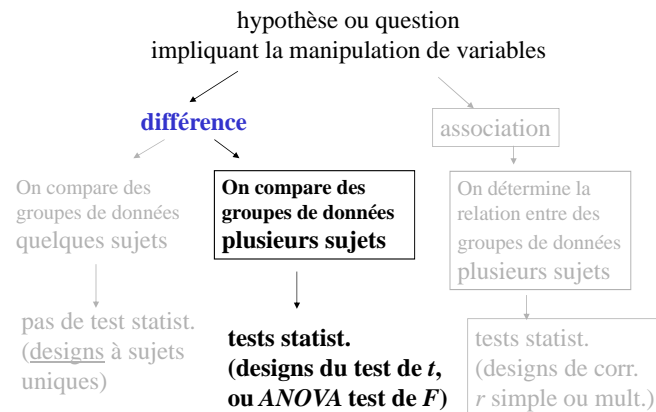 hypothèse ou question
impliquant la manipulation de variables
différence
association
On compare des
groupes de données
quelques sujets
On compare des
groupes de données
plusieurs sujets
On détermine la
relation entre des
groupes de données
plusieurs sujets
pas de test statist.
(designs à sujets
uniques)
tests statist.
(designs du test de t,
ou ANOVA test de F)
tests statist.
(designs de corr.
r simple ou mult.)